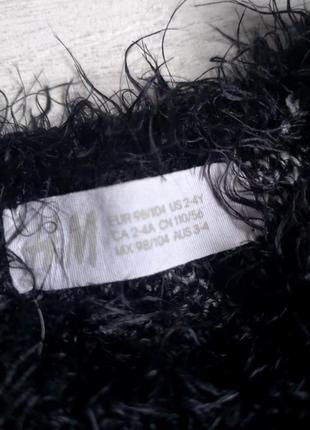 H&M
EUR 98/104 US 2-4Y
CA 2-4A CN 110/56
MX 98/104 AUS 3-4